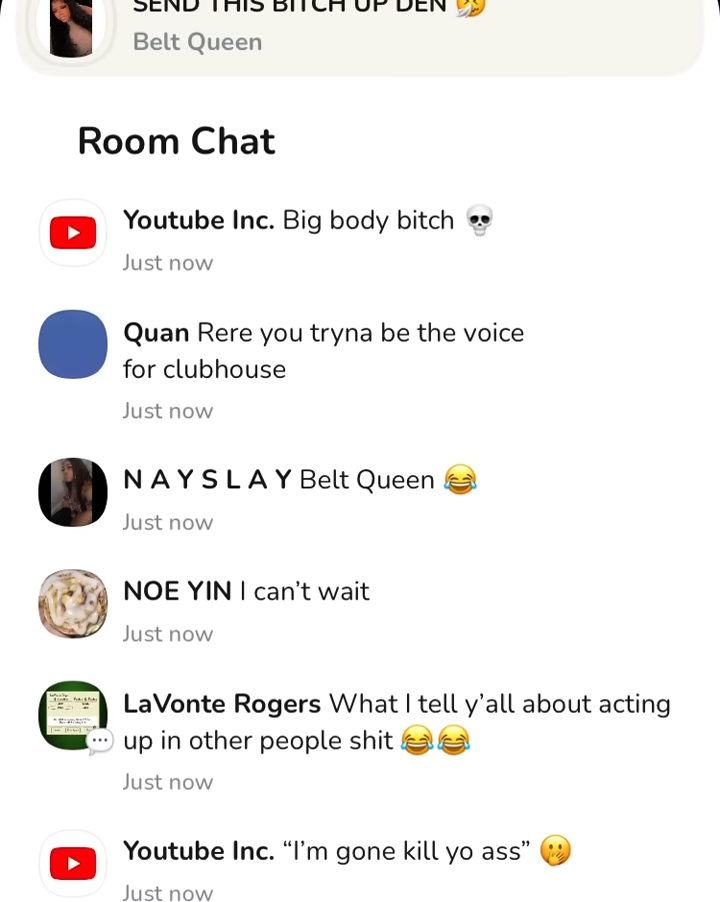 SEND THIS BITCH UP DEN 🤧
Belt Queen
Room Chat
Youtube Inc. Big body bitch 💀
Just now
Quan Rere you tryna be the voice
for clubhouse
Just now
N A Y S L A Y Belt Queen 😂
Just now
NOE YIN I can’t wait
Just now
LaVonte Rogers What I tell y’all about acting
up in other people shit 😂😂
Just now
Youtube Inc. “I’m gone kill yo ass” 🤭
Just now